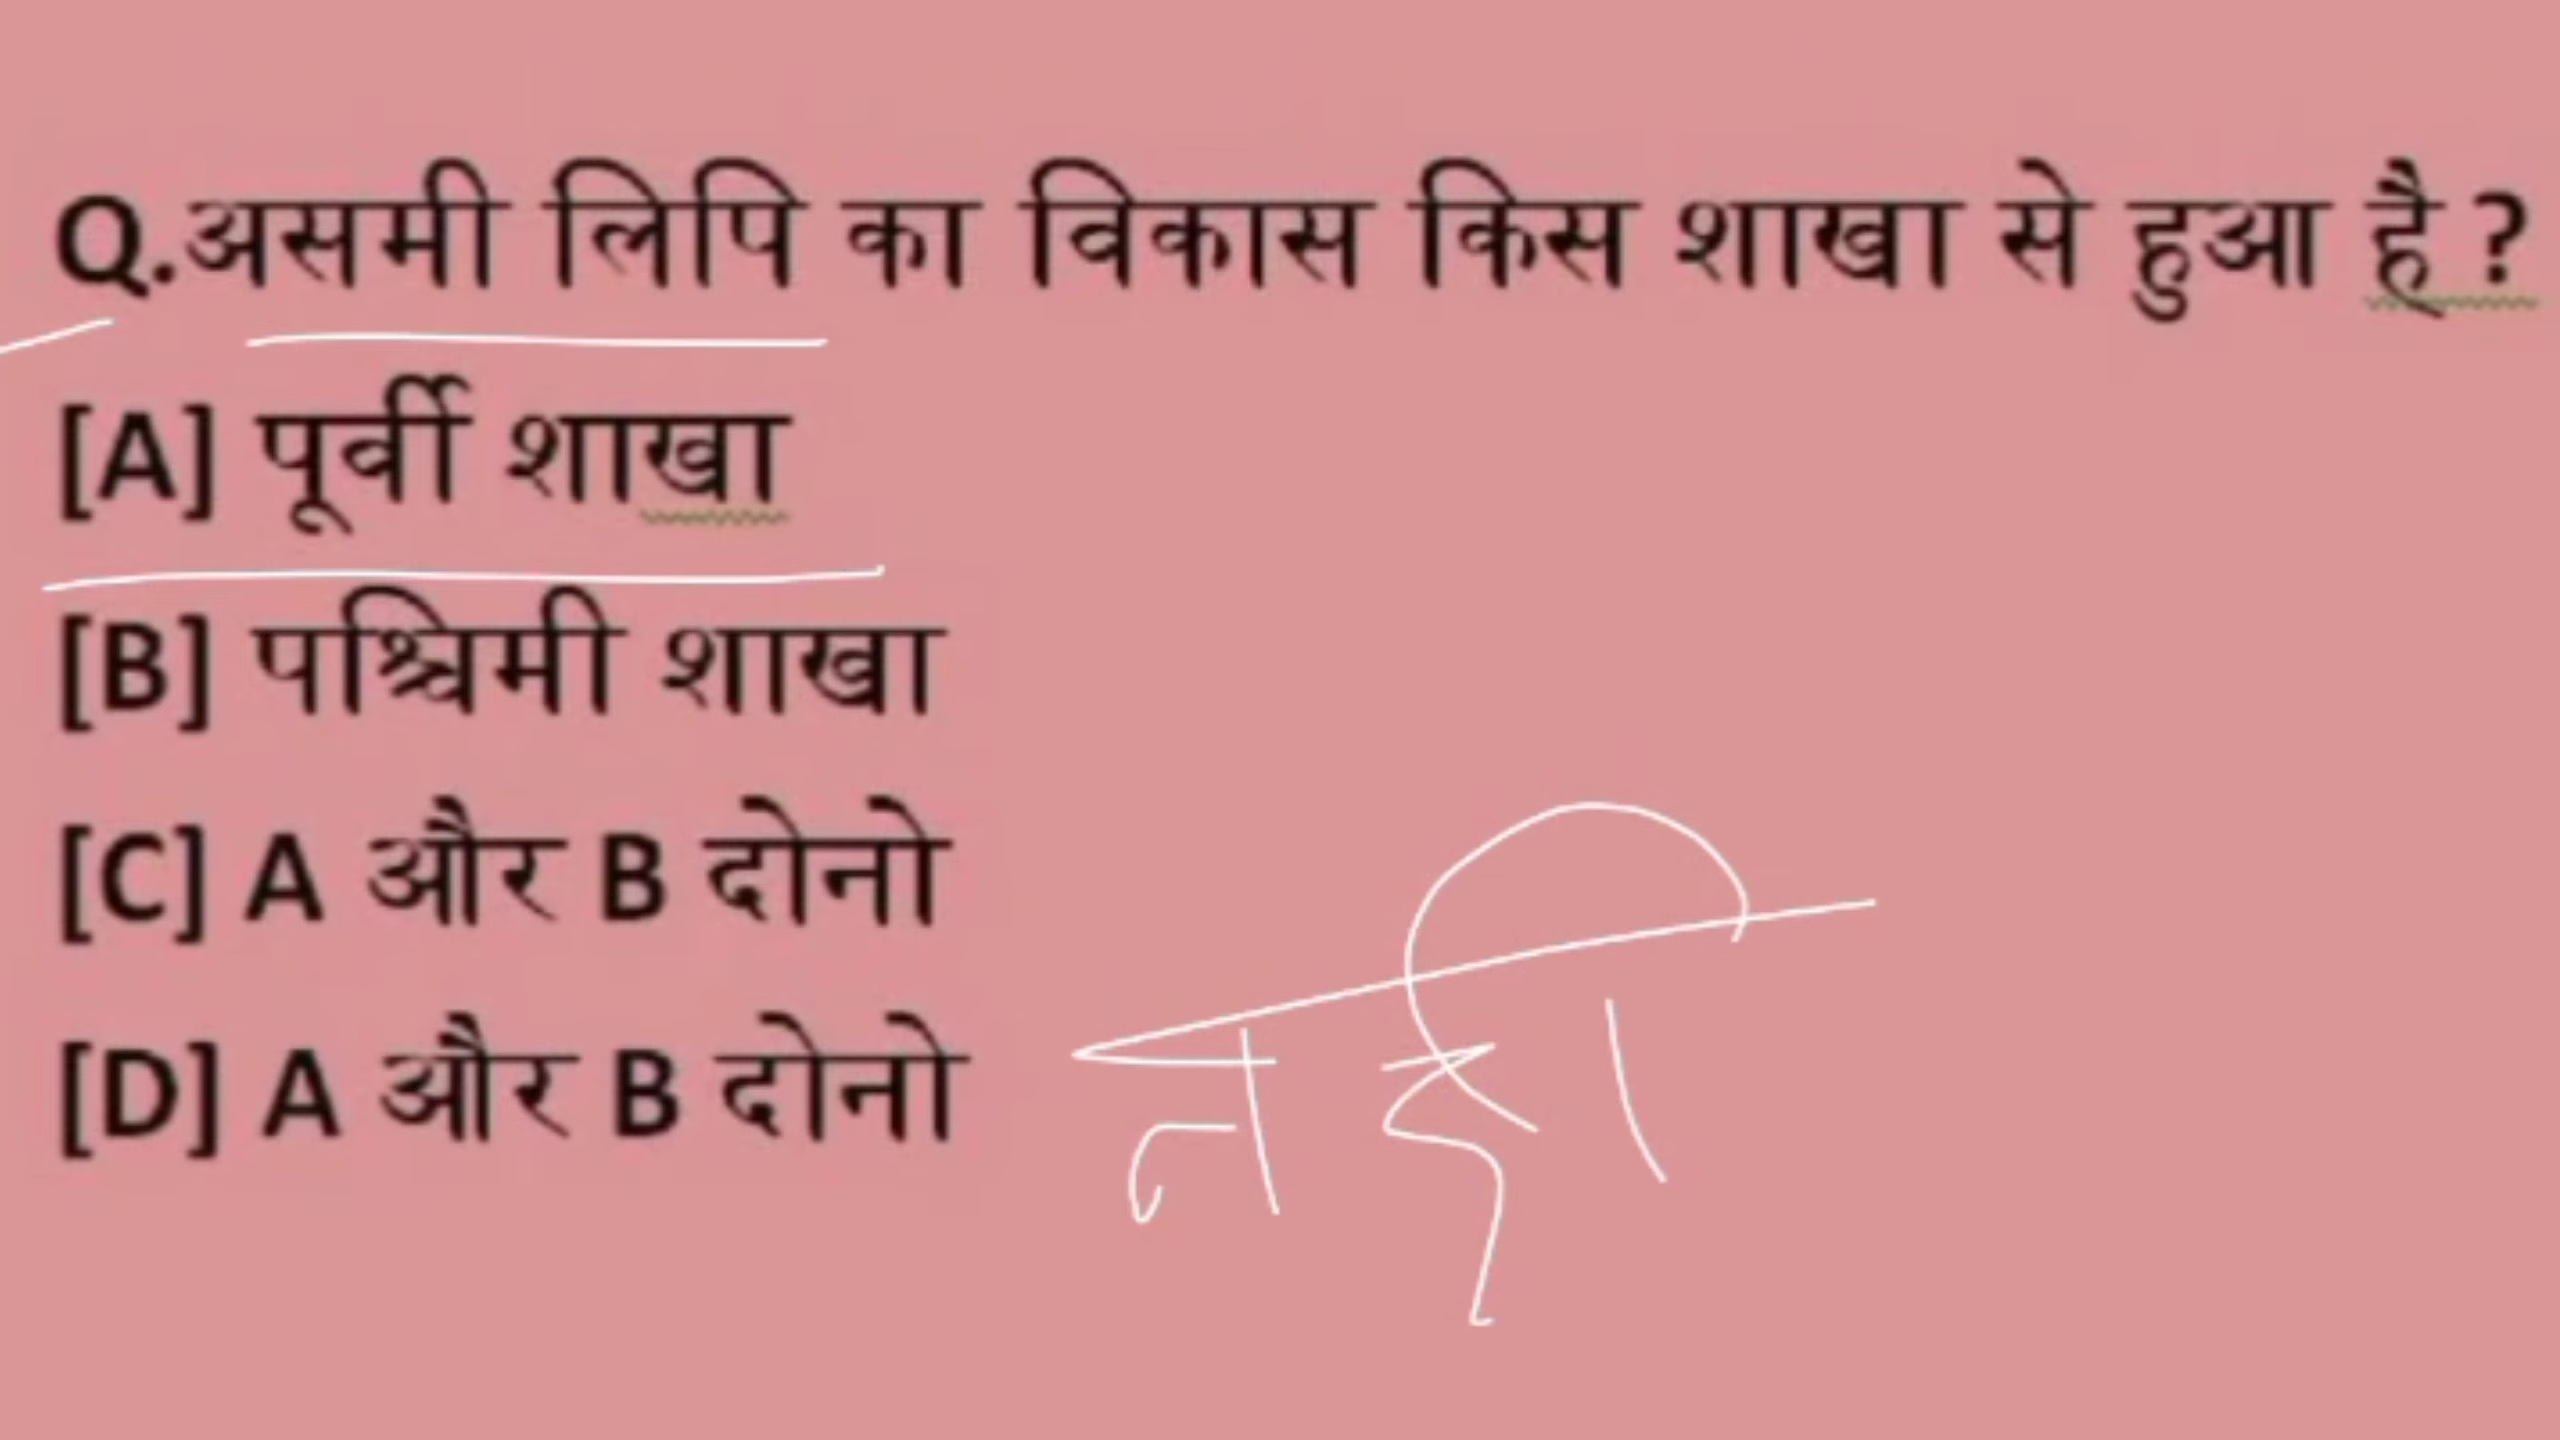 Q.असमी लिपि का विकास किस शाखा से हुआ है ?
[A] पूर्वी शाखा
[B] पश्चिमी शाखा
[C] A और B दोनो
[D] A और B दोनो
नही